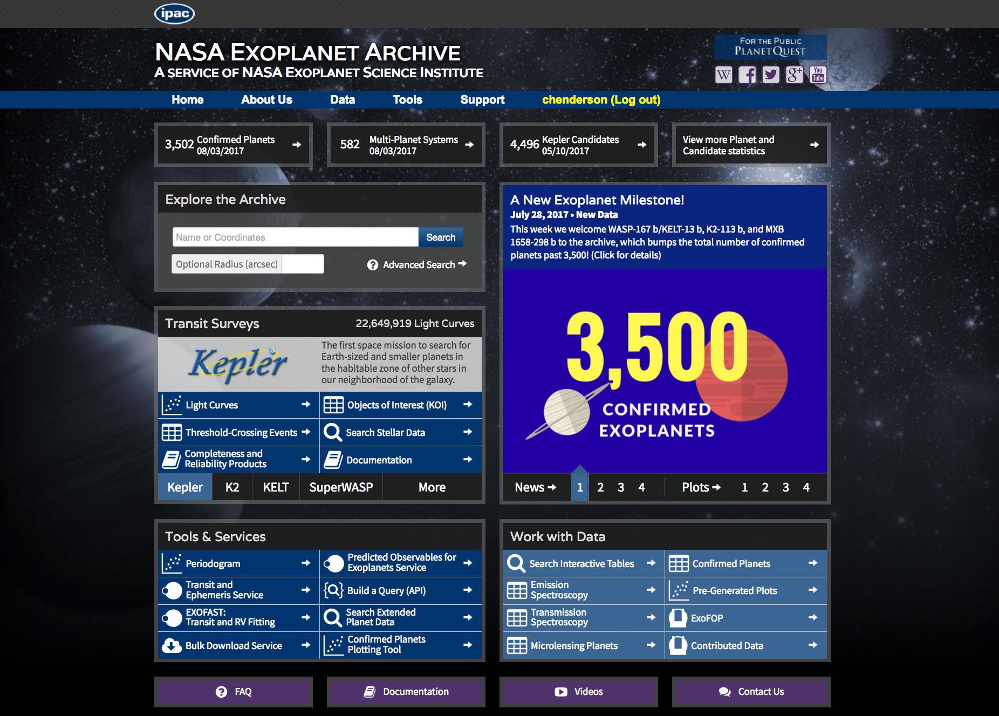 ipac
NASA EXOPLANET ARCHIVE
A SERVICE OF NASA EXOPLANET SCIENCE INSTITUTE
FOR THE PUBLIC
PLANETQUEST
W f g+ You Tube
Home About Us Data Tools Support chenderson (Log out)
3,502 Confirmed Planets
08/03/2017
582 Multi-Planet Systems
08/03/2017
4,496 Kepler Candidates
05/10/2017
View more Planet and
Candidate statistics
Explore the Archive
Name or Coordinates Search
Optional Radius (arcsec) ? Advanced Search
A New Exoplanet Milestone!
July 28, 2017 • New Data
This week we welcome WASP-167 b/KELT-13 b, K2-113 b, and MXB
1658-298 b to the archive, which bumps the total number of confirmed
planets past 3,500! (Click for details)
3,500
CONFIRMED
EXOPLANETS
News 1 2 3 4 Plots 1 2 3 4
Transit Surveys 22,649,919 Light Curves
Kepler
The first space mission to search for
Earth-sized and smaller planets in
the habitable zone of other stars in
our neighborhood of the galaxy.
Light Curves Objects of Interest (KOI)
Threshold-Crossing Events Search Stellar Data
Completeness and
Reliability Products
Documentation
Kepler K2 KELT SuperWASP More
Tools & Services
Periodogram
Predicted Observables for
Exoplanets Service
Transit and
Ephemeris Service
Build a Query (API)
EXOFAST:
Transit and RV Fitting
Search Extended
Planet Data
Bulk Download Service
Confirmed Planets
Plotting Tool
Work with Data
Search Interactive Tables Confirmed Planets
Emission
Spectroscopy
Pre-Generated Plots
Transmission
Spectroscopy
ExoFOP
Microlensing Planets Contributed Data
? FAQ Documentation Videos Contact Us